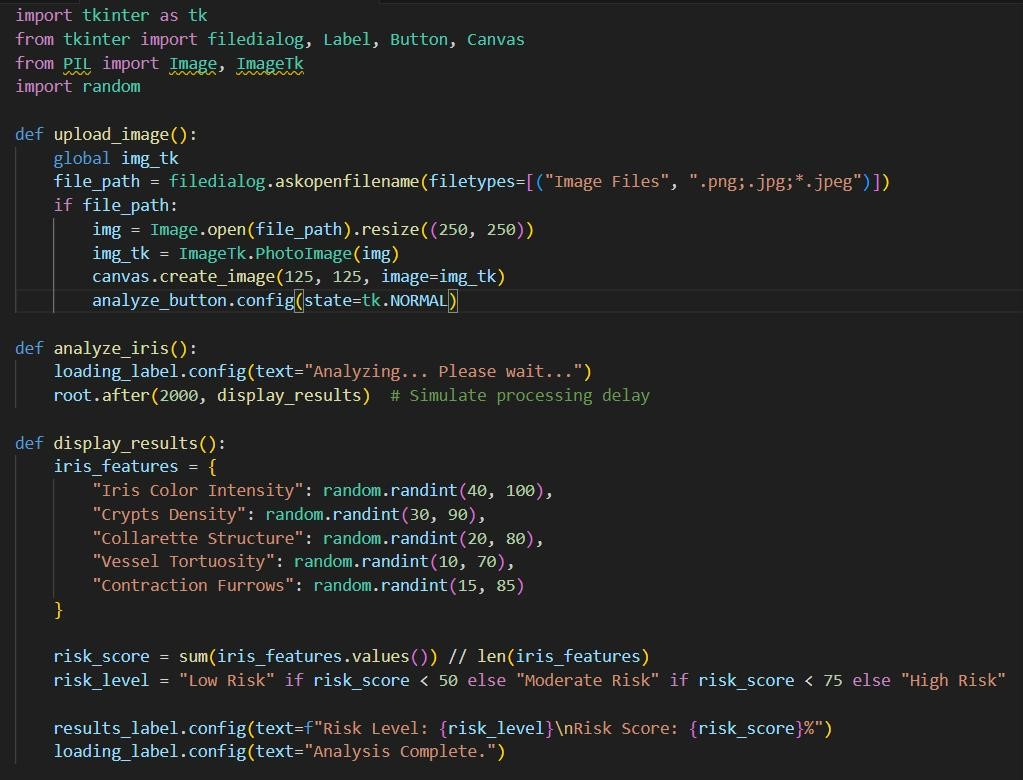 import tkinter as tk
from tkinter import filedialog, Label, Button, Canvas
from PIL import Image, ImageTk
import random

def upload_image():
    global img_tk
    file_path = filedialog.askopenfilename(filetypes=[("Image Files", ".png;.jpg;*.jpeg")])
    if file_path:
        img = Image.open(file_path).resize((250, 250))
        img_tk = ImageTk.PhotoImage(img)
        canvas.create_image(125, 125, image=img_tk)
        analyze_button.config(state=tk.NORMAL)

def analyze_iris():
    loading_label.config(text="Analyzing... Please wait...")
    root.after(2000, display_results)  # Simulate processing delay

def display_results():
    iris_features = {
        "Iris Color Intensity": random.randint(40, 100),
        "Crypts Density": random.randint(30, 90),
        "Collarette Structure": random.randint(20, 80),
        "Vessel Tortuosity": random.randint(10, 70),
        "Contraction Furrows": random.randint(15, 85)
    }

    risk_score = sum(iris_features.values()) // len(iris_features)
    risk_level = "Low Risk" if risk_score < 50 else "Moderate Risk" if risk_score < 75 else "High Risk"

    results_label.config(text=f"Risk Level: {risk_level}\nRisk Score: {risk_score}%")
    loading_label.config(text="Analysis Complete.")